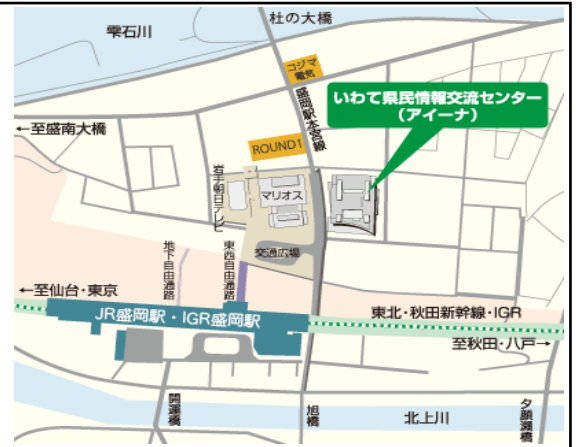 杜の大橋
雫石川
コジマ
電気
盛岡駅本宮線
いわて県民情報交流センター
（アイーナ）
←至盛南大橋
ROUND1
岩手朝日テレビ
マリオス
交通広場
地下自由通路
東西自由通路
←至仙台・東京
JR盛岡駅・IGR盛岡駅
東北・秋田新幹線・IGR
至秋田・八戸→
開運橋
旭橋
北上川
夕顔瀬橋